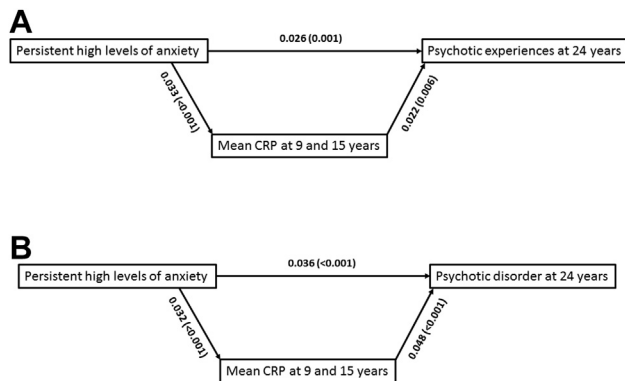 A
0.026 (0.001)
Persistent high levels of anxiety
Psychotic experiences at 24 years
0.033 (<0.001)
0.022 (0.006)
Mean CRP at 9 and 15 years
B
0.036 (<0.001)
Persistent high levels of anxiety
Psychotic disorder at 24 years
0.032 (<0.001)
0.048 (<0.001)
Mean CRP at 9 and 15 years